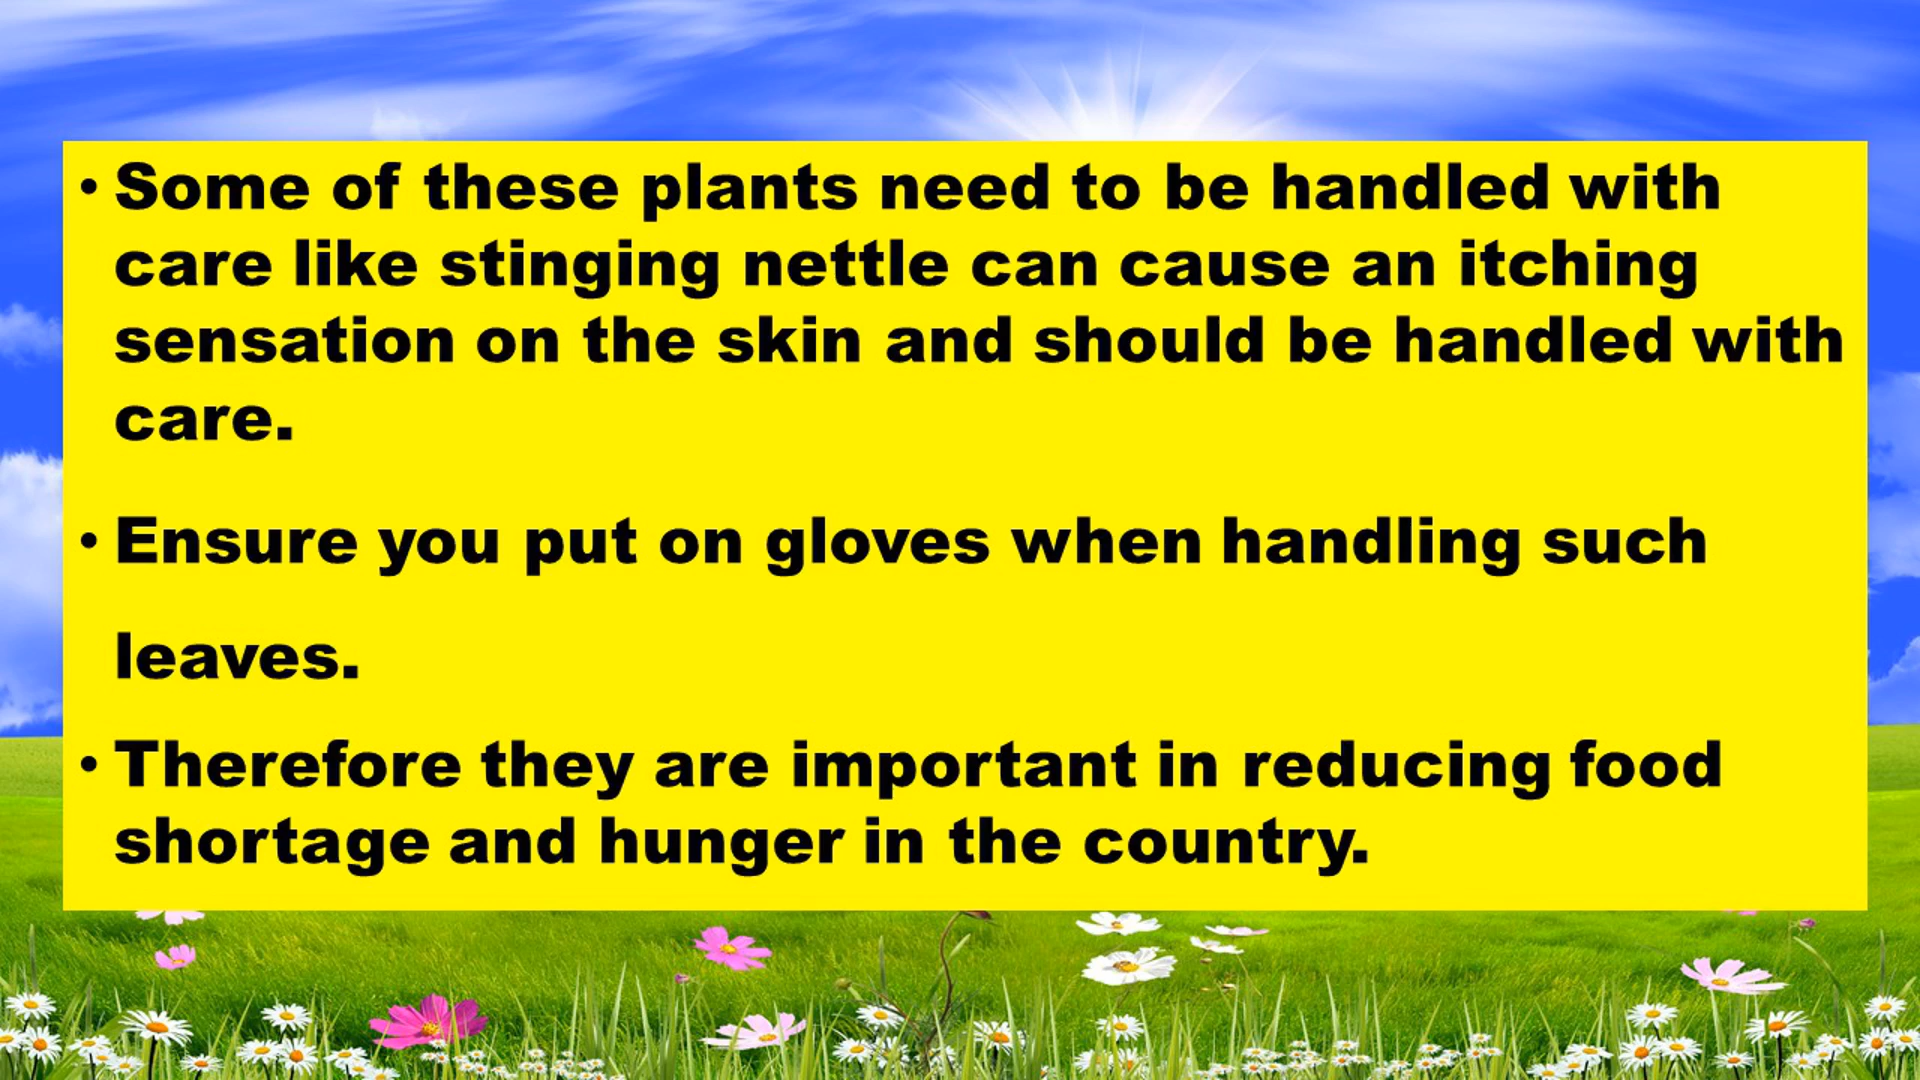 • Some of these plants need to be handled with
care like stinging nettle can cause an itching
sensation on the skin and should be handled with
care.
• Ensure you put on gloves when handling such
leaves.
• Therefore they are important in reducing food
shortage and hunger in the country.